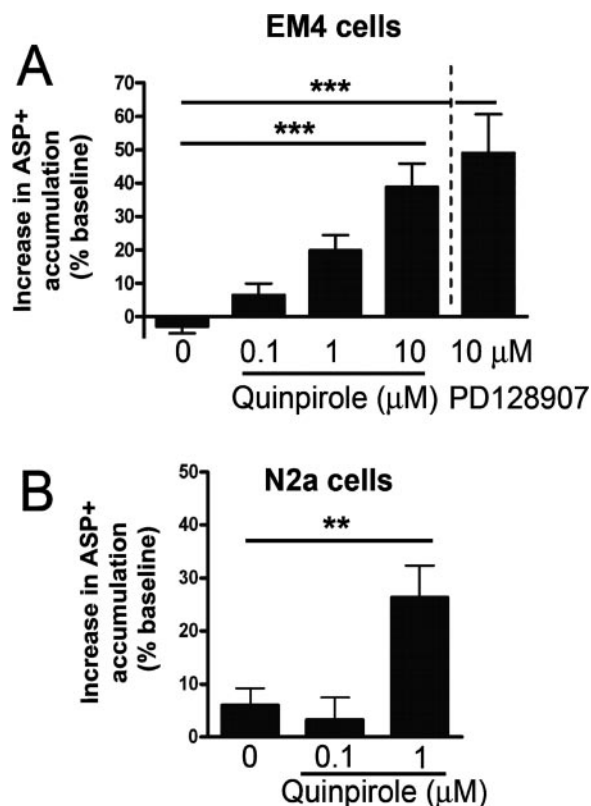 EM4 cells
A
Increase in ASP+
accumulation
(% baseline)
70
60
50
40
30
20
10
0
***
***
0 0.1 1 10 10 µM
Quinpirole (µM) PD128907
B
N2a cells
Increase in ASP+
accumulation
(% baseline)
50
40
30
20
10
0
**
0 0.1 1
Quinpirole (µM)